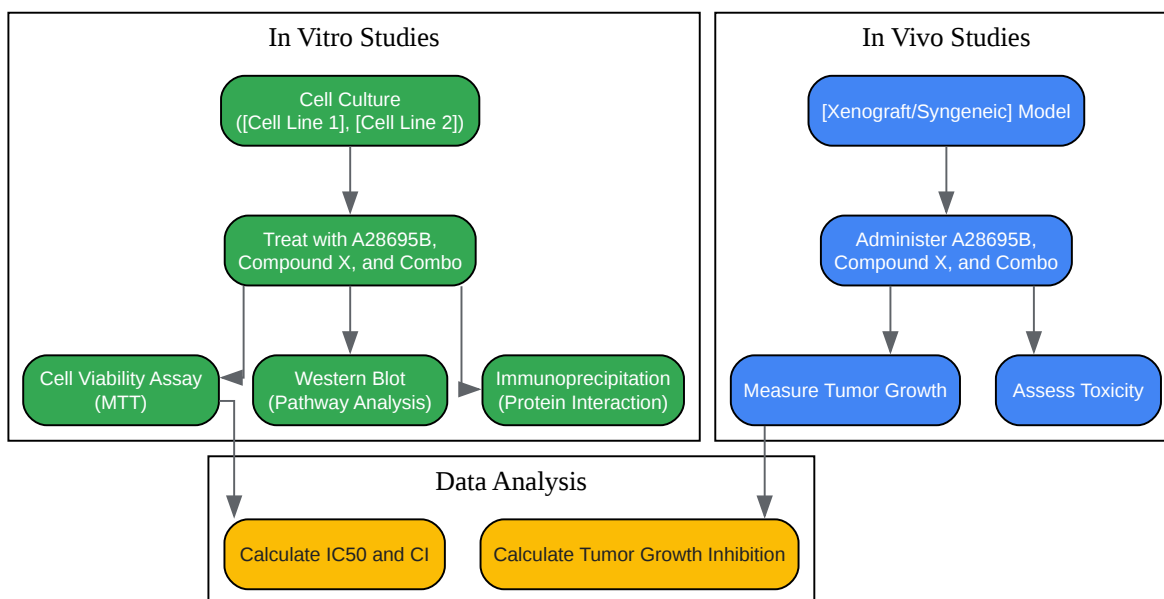 In Vitro Studies
Cell Culture
([Cell Line 1], [Cell Line 2])
Treat with A28695B,
Compound X, and Combo
Cell Viability Assay
(MTT)
Western Blot
(Pathway Analysis)
Immunoprecipitation
(Protein Interaction)
In Vivo Studies
[Xenograft/Syngeneic] Model
Administer A28695B,
Compound X, and Combo
Measure Tumor Growth
Assess Toxicity
Data Analysis
Calculate IC50 and CI
Calculate Tumor Growth Inhibition